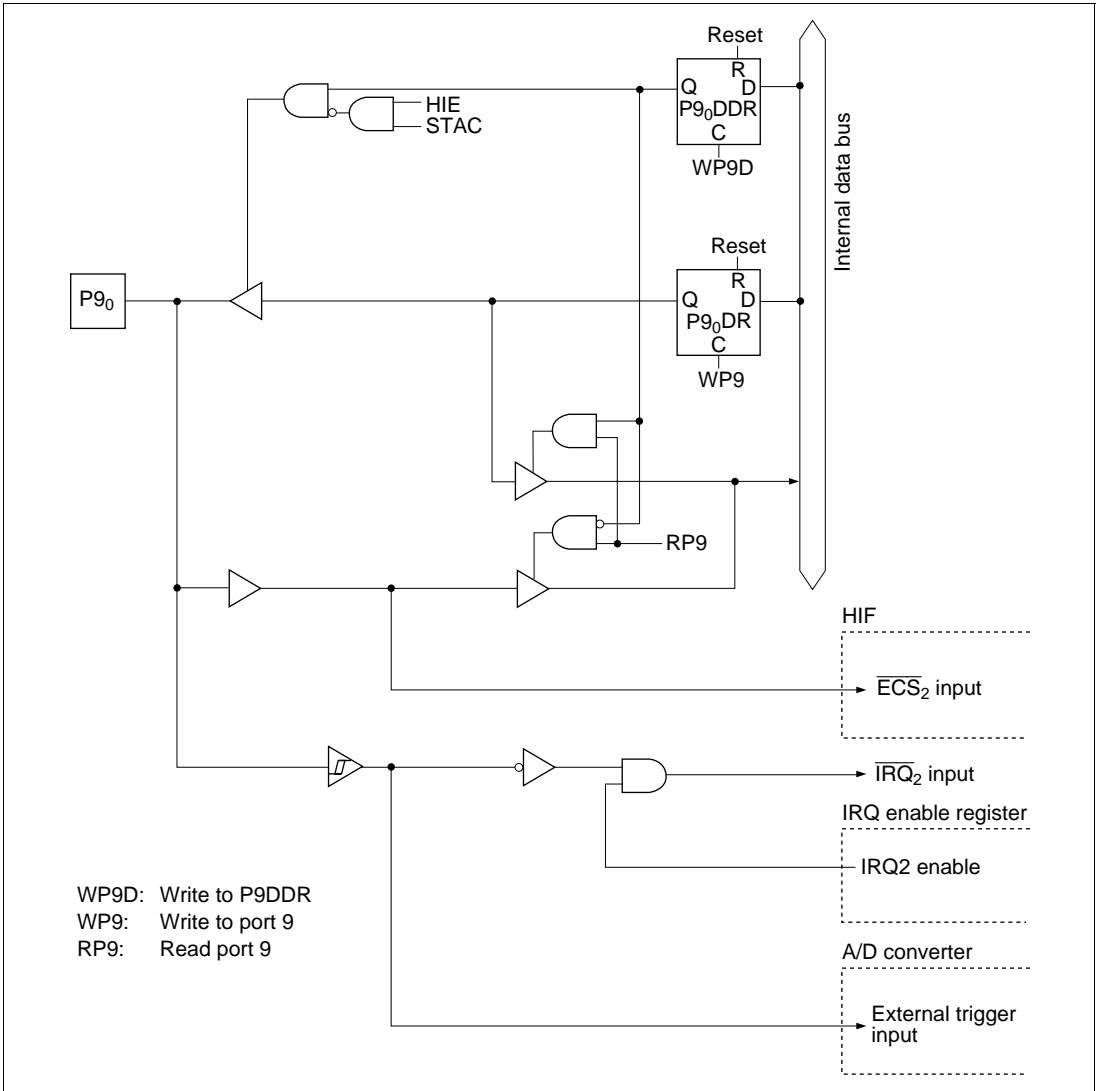 Reset
R
Q
D
P9₀DDR
C
WP9D
HIE
STAC
Internal data bus
Reset
R
Q
D
P9₀DR
C
WP9
P9₀
RP9
HIF
E̅C̅S̅₂ input
I̅R̅Q̅₂ input
IRQ enable register
IRQ2 enable
WP9D: Write to P9DDR
WP9: Write to port 9
RP9: Read port 9
A/D converter
External trigger
input